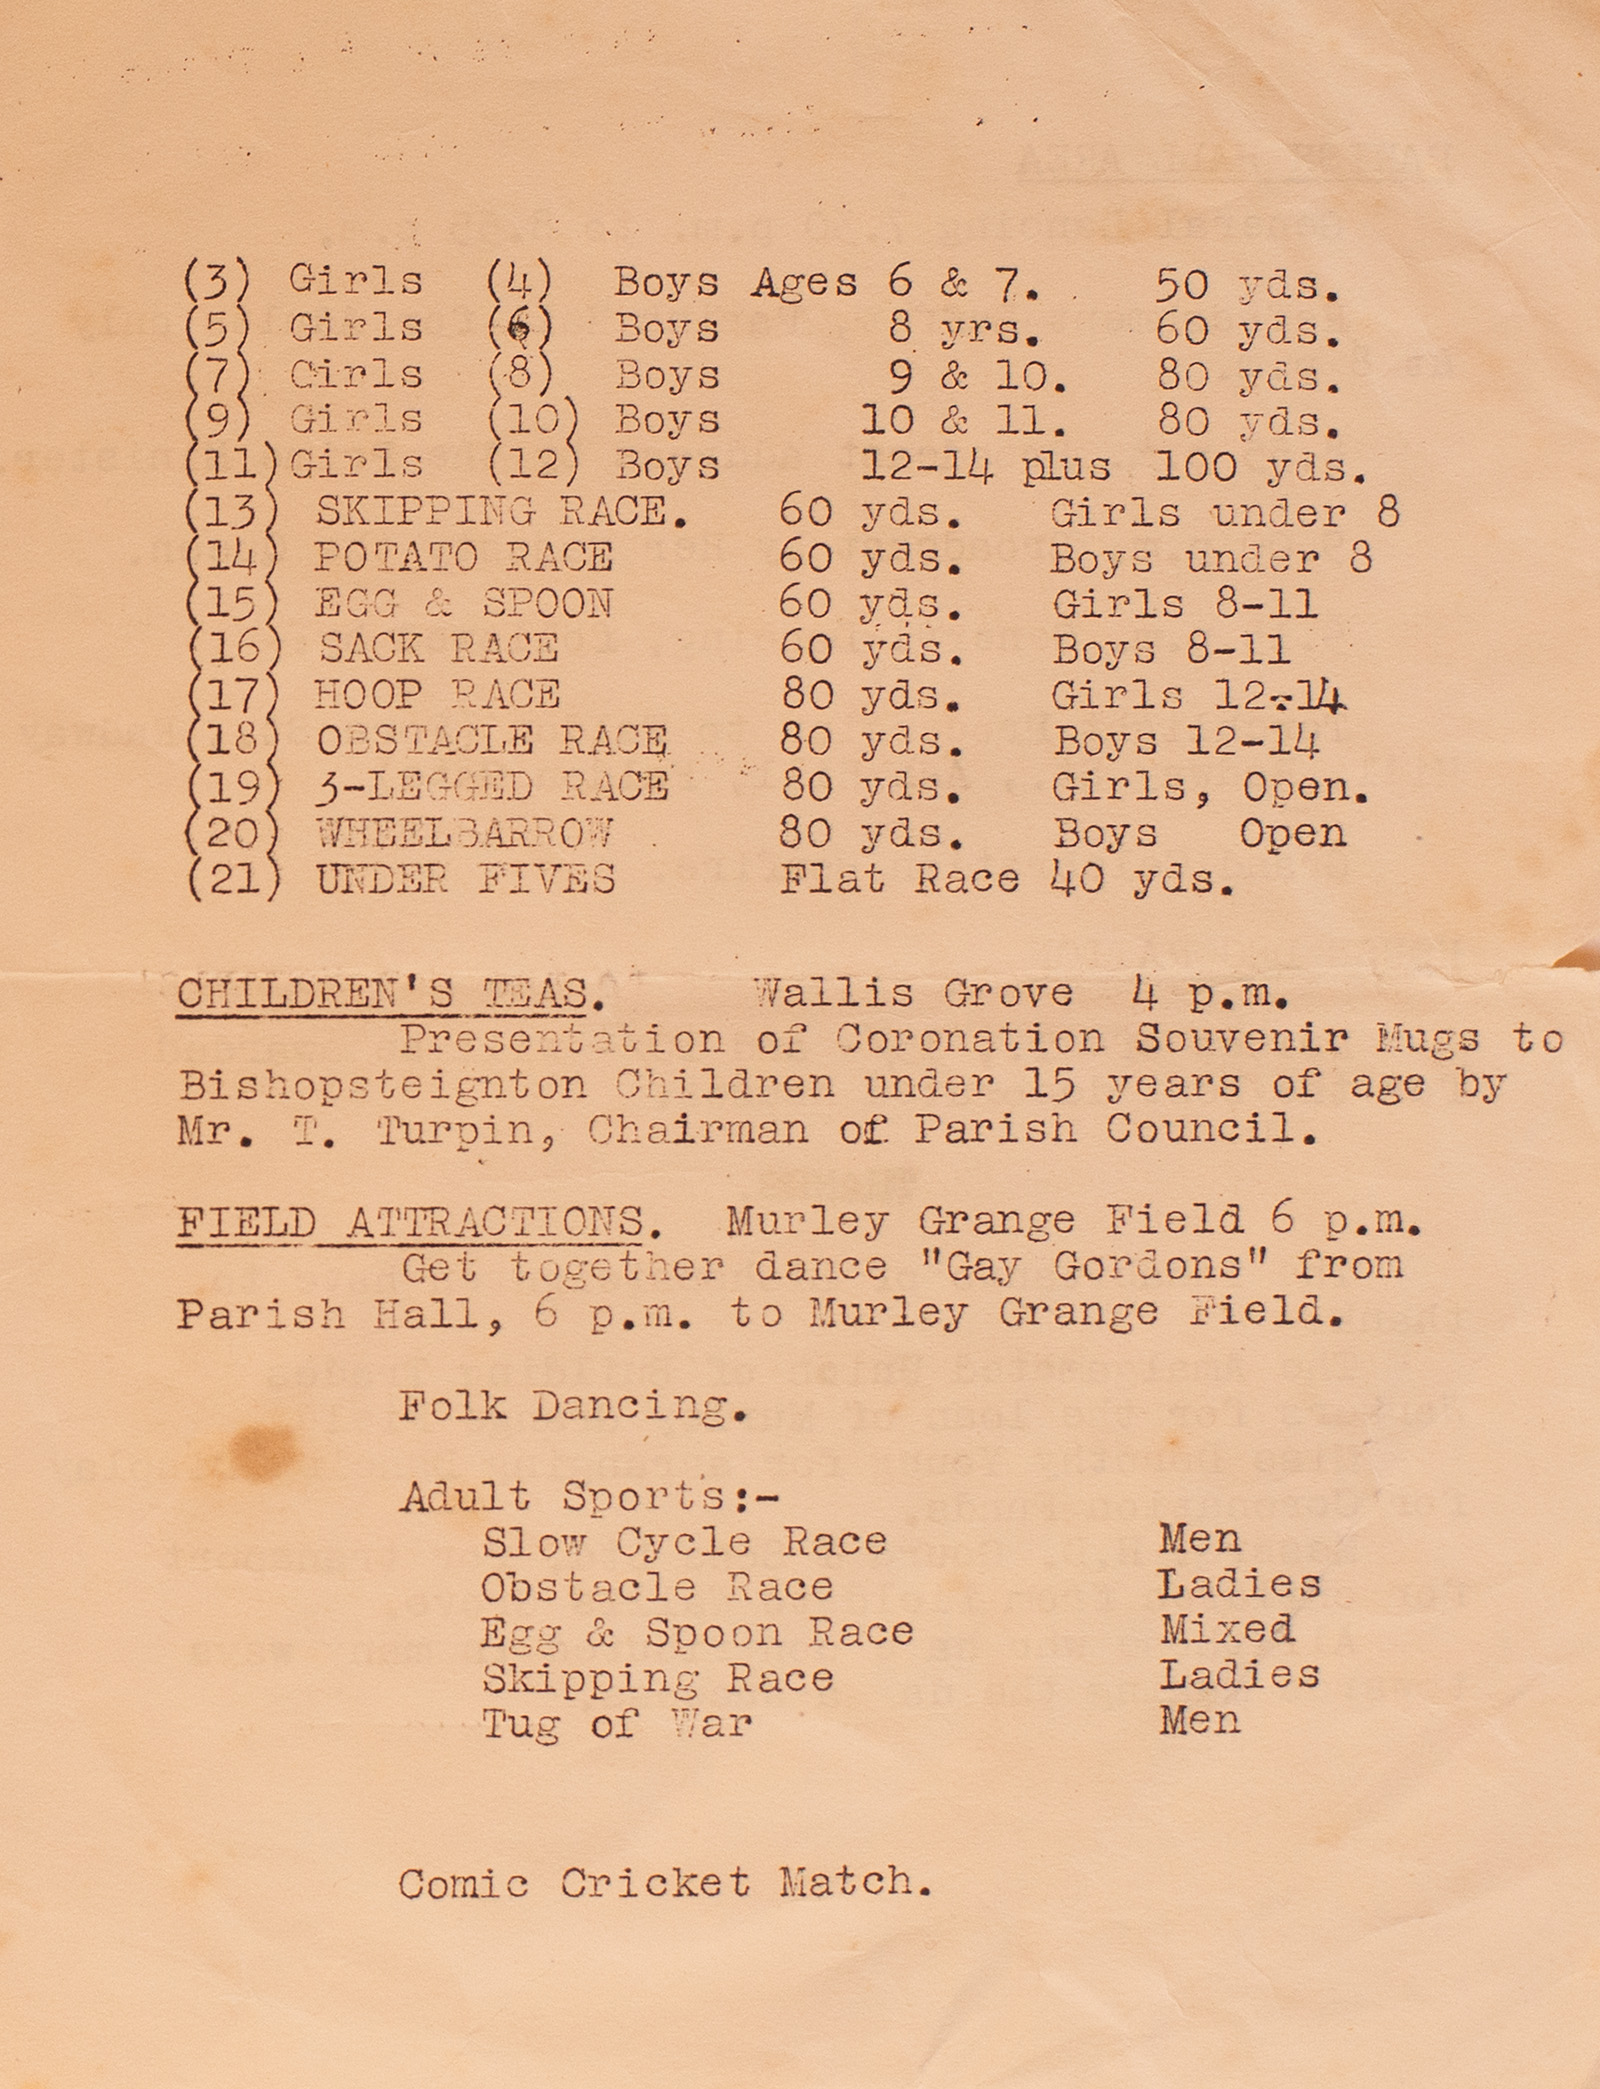 (3) Girls (4) Boys Ages 6 & 7. 50 yds.
(5) Girls (6) Boys 8 yrs. 60 yds.
(7) Girls (8) Boys 9 & 10. 80 yds.
(9) Girls (10) Boys 10 & 11. 80 yds.
(11) Girls (12) Boys 12-14 plus 100 yds.
(13) SKIPPING RACE. 60 yds. Girls under 8
(14) POTATO RACE 60 yds. Boys under 8
(15) EGG & SPOON 60 yds. Girls 8-11
(16) SACK RACE 60 yds. Boys 8-11
(17) HOOP RACE 80 yds. Girls 12-14
(18) OBSTACLE RACE 80 yds. Boys 12-14
(19) 3-LEGGED RACE 80 yds. Girls, Open.
(20) WHEELBARROW 80 yds. Boys Open
(21) UNDER FIVES Flat Race 40 yds.
CHILDREN'S TEAS. Wallis Grove 4 p.m.
Presentation of Coronation Souvenir Mugs to
Bishopsteignton Children under 15 years of age by
Mr. T. Turpin, Chairman of Parish Council.
FIELD ATTRACTIONS. Murley Grange Field 6 p.m.
Get together dance "Gay Gordons" from
Parish Hall, 6 p.m. to Murley Grange Field.
Folk Dancing.
Adult Sports:-
Slow Cycle Race Men
Obstacle Race Ladies
Egg & Spoon Race Mixed
Skipping Race Ladies
Tug of War Men
Comic Cricket Match.